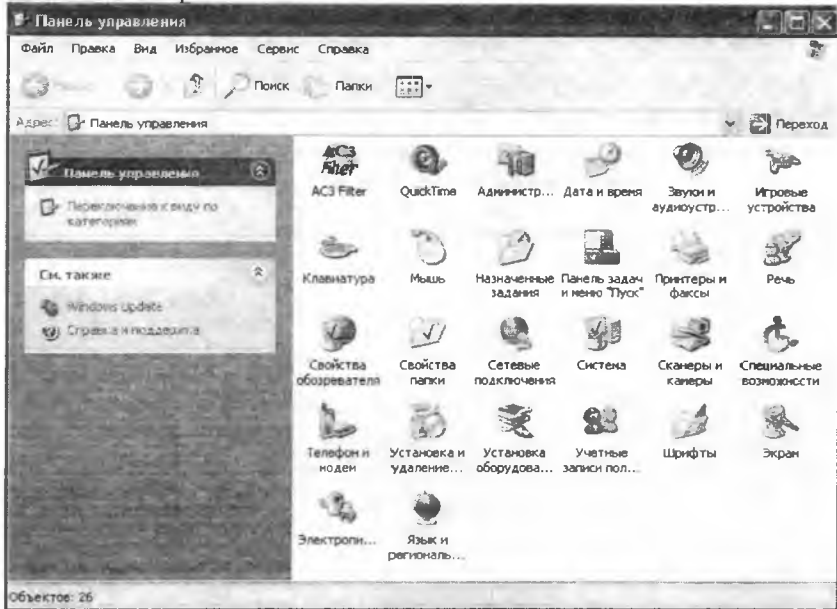 Панель управления
Файл Правка Вид Избранное Сервис Справка
Поиск Папки
Адрес: Панель управления Переход
Панель управления
Переключение к виду по
категориям
См. также
Windows Update
Справка и поддержка
AC3
Filter
AC3 Filter QuickTime Администр... Дата и время Звуки и
аудиоустр... Игровые
устройства
Клавиатура Мышь Назначенные
задания Панель задач
и меню "Пуск" Принтеры и
факсы Речь
Свойства
обозревателя Свойства
папки Сетевые
подключения Система Сканеры и
камеры Специальные
возможности
Телефон и
модем Установка и
удаление... Установка
оборудова... Учетные
записи пол... Шрифты Экран
Электропи... Язык и
региональ...
Объектов: 26